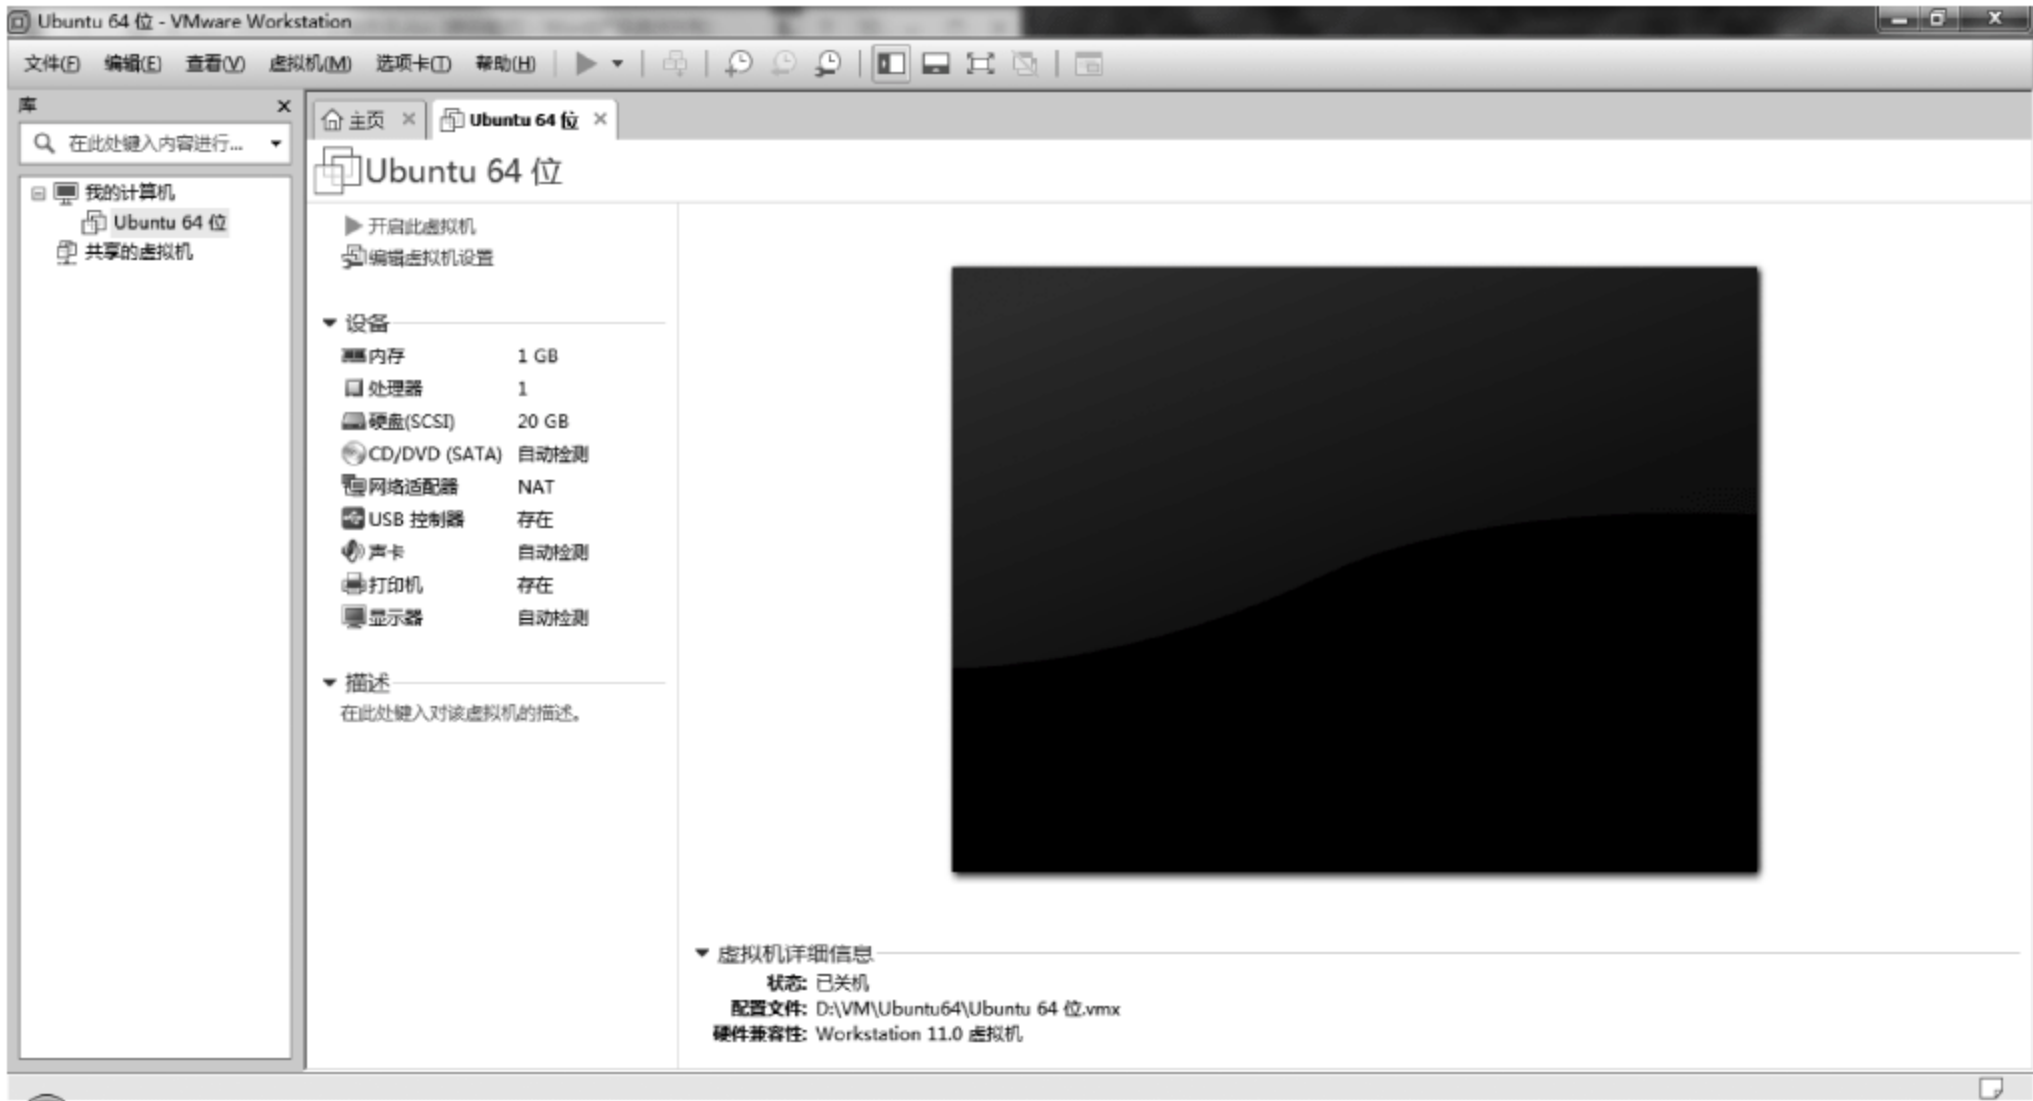 Ubuntu 64 位 - VMware Workstation
文件(F) 编辑(E) 查看(V) 虚拟机(M) 选项卡(T) 帮助(H)
库
在此处键入内容进行...
我的计算机
Ubuntu 64 位
共享的虚拟机
主页 Ubuntu 64 位
Ubuntu 64 位
开启此虚拟机
编辑虚拟机设置
设备
内存 1 GB
处理器 1
硬盘(SCSI) 20 GB
CD/DVD (SATA) 自动检测
网络适配器 NAT
USB 控制器 存在
声卡 自动检测
打印机 存在
显示器 自动检测
描述
在此处键入对该虚拟机的描述。
虚拟机详细信息
状态: 已关机
配置文件: D:\VM\Ubuntu64\Ubuntu 64 位.vmx
硬件兼容性: Workstation 11.0 虚拟机